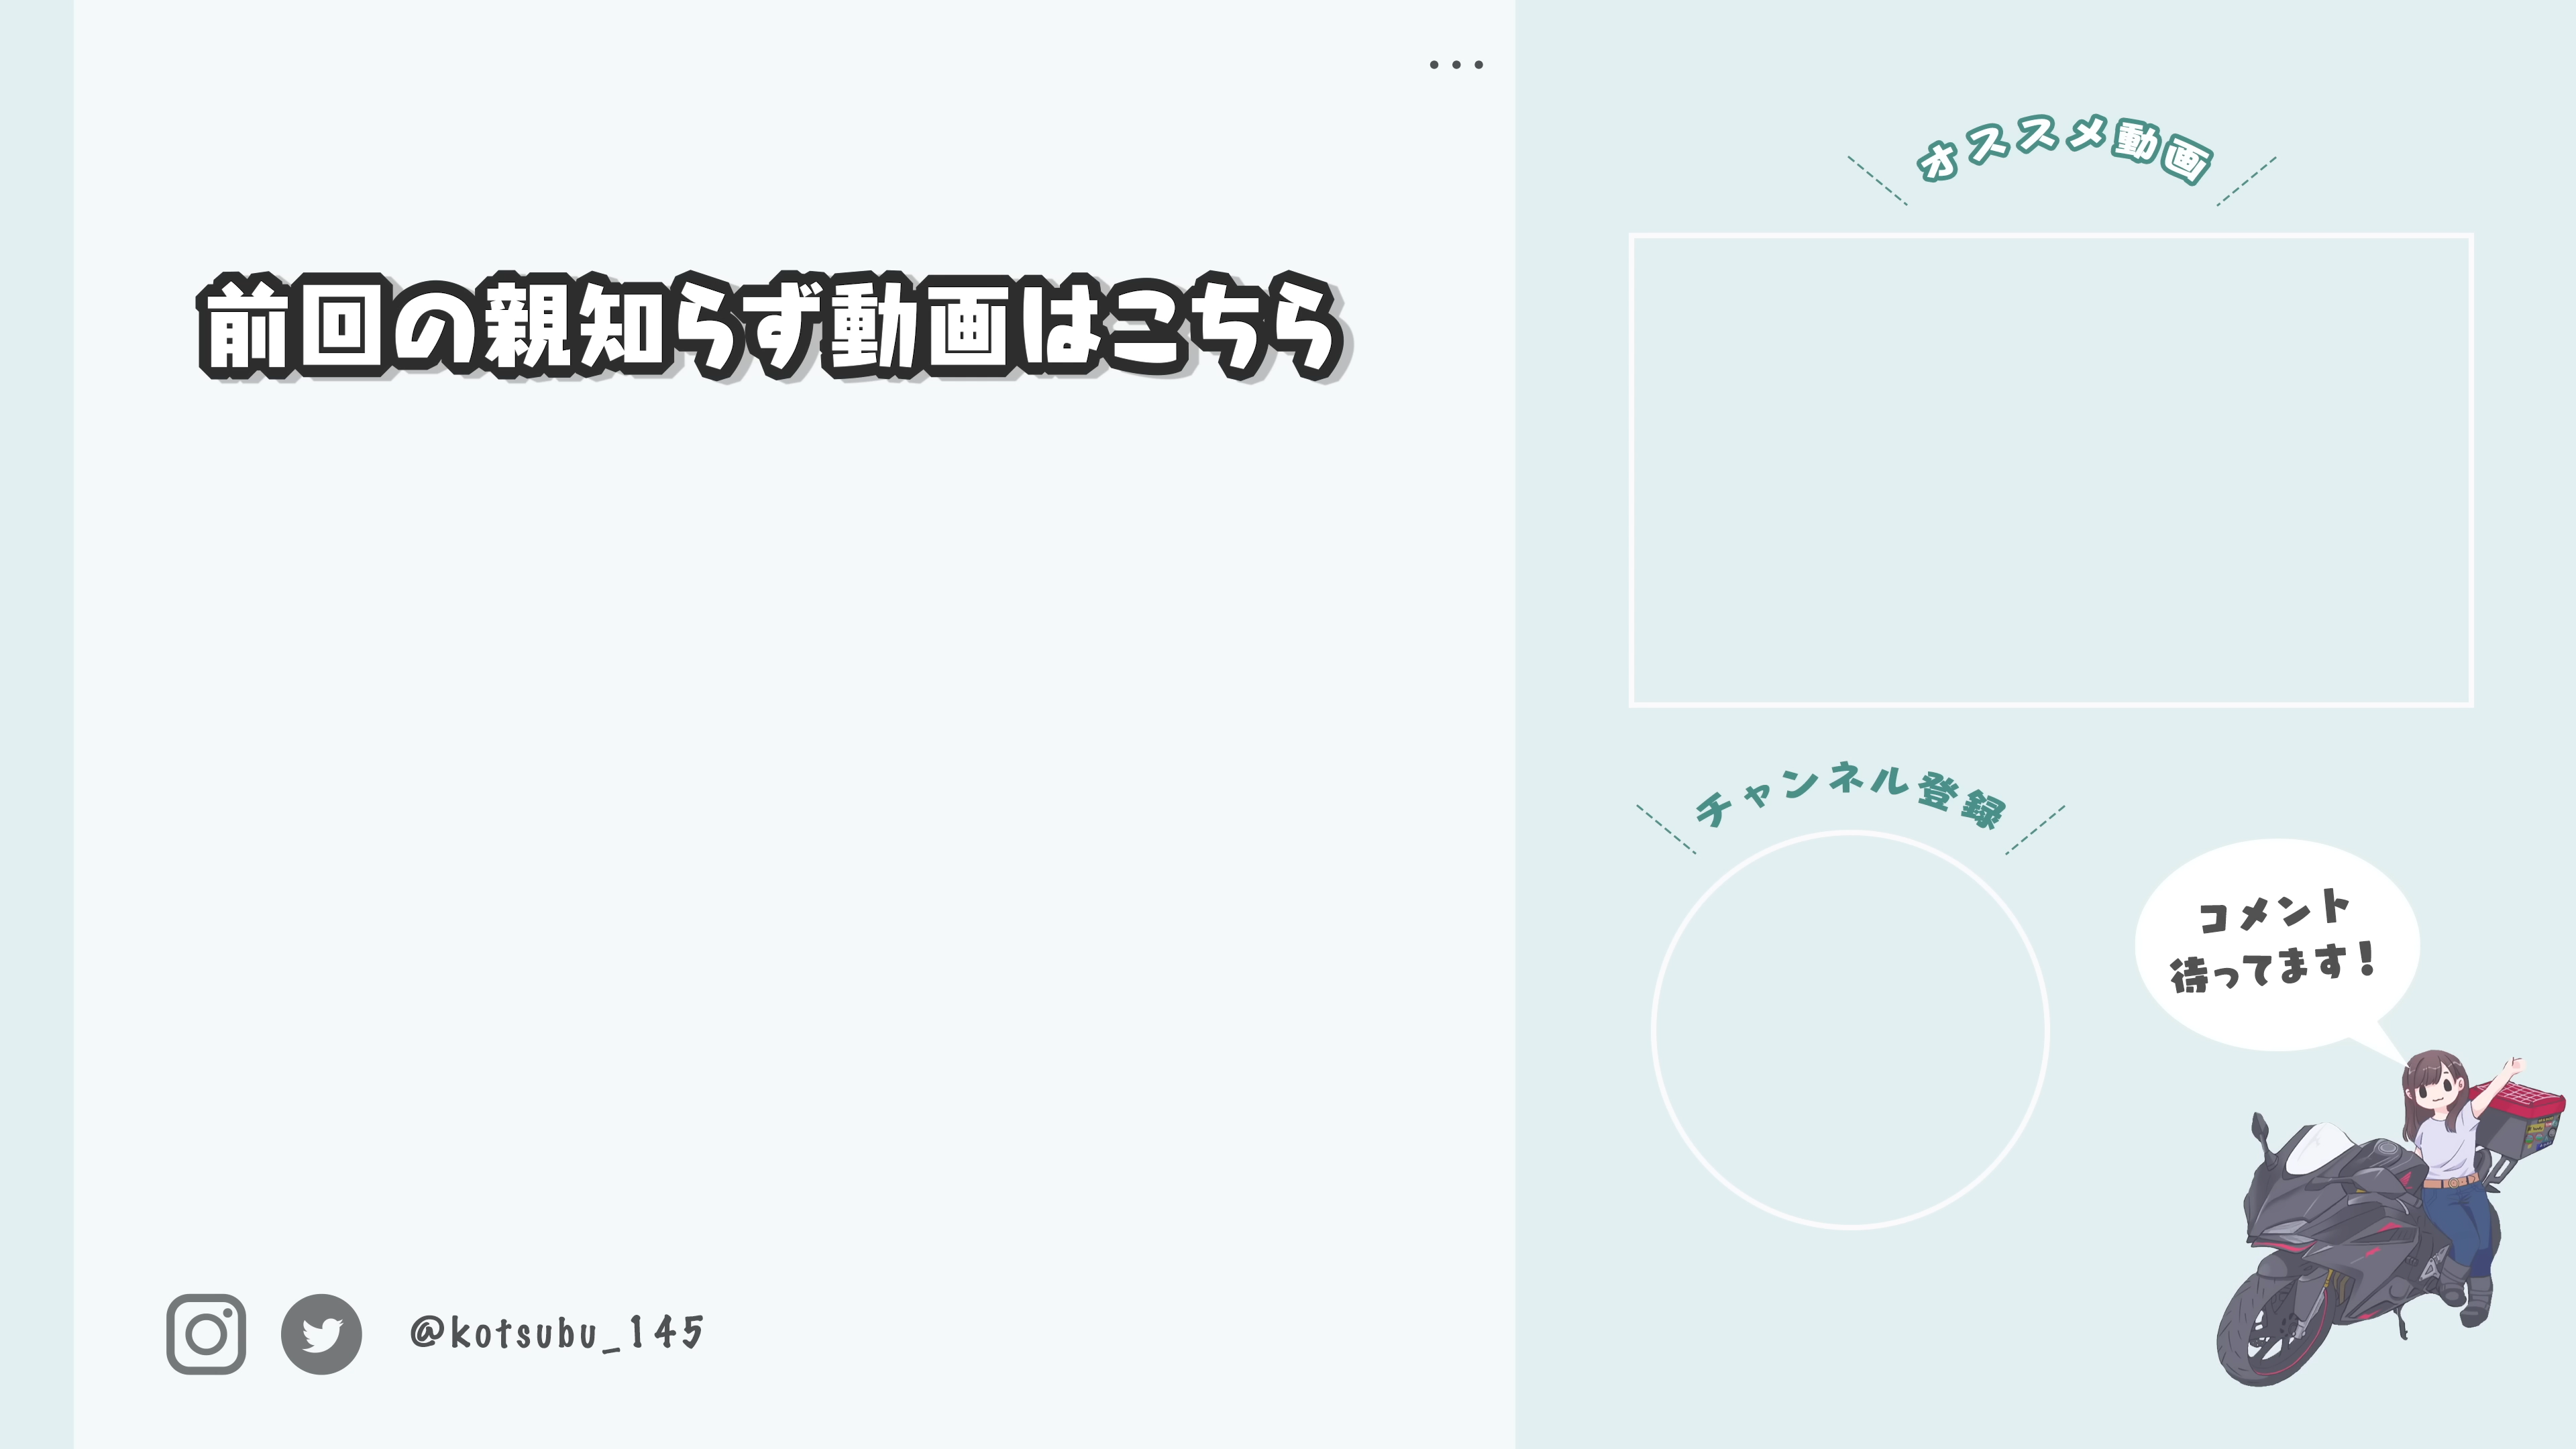 前回の親知らず動画はこちら
@kotsubu_145
オススメ動画
チャンネル登録
コメント
待ってます！